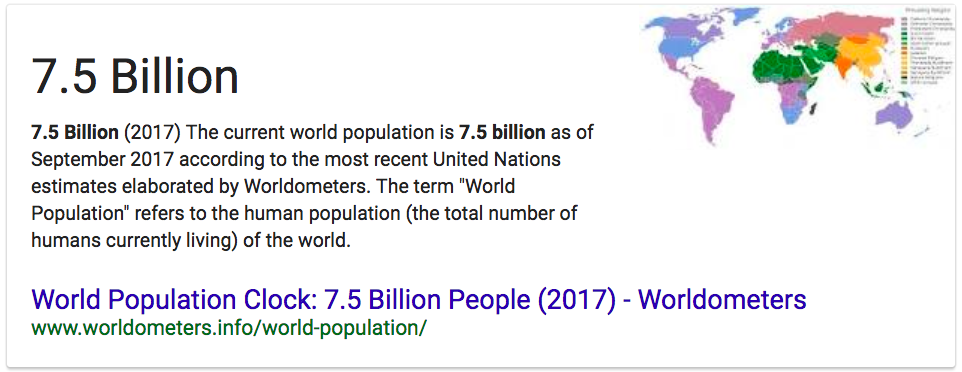 7.5 Billion
7.5 Billion (2017) The current world population is 7.5 billion as of
September 2017 according to the most recent United Nations
estimates elaborated by Worldometers. The term "World
Population" refers to the human population (the total number of
humans currently living) of the world.
World Population Clock: 7.5 Billion People (2017) - Worldometers
www.worldometers.info/world-population/